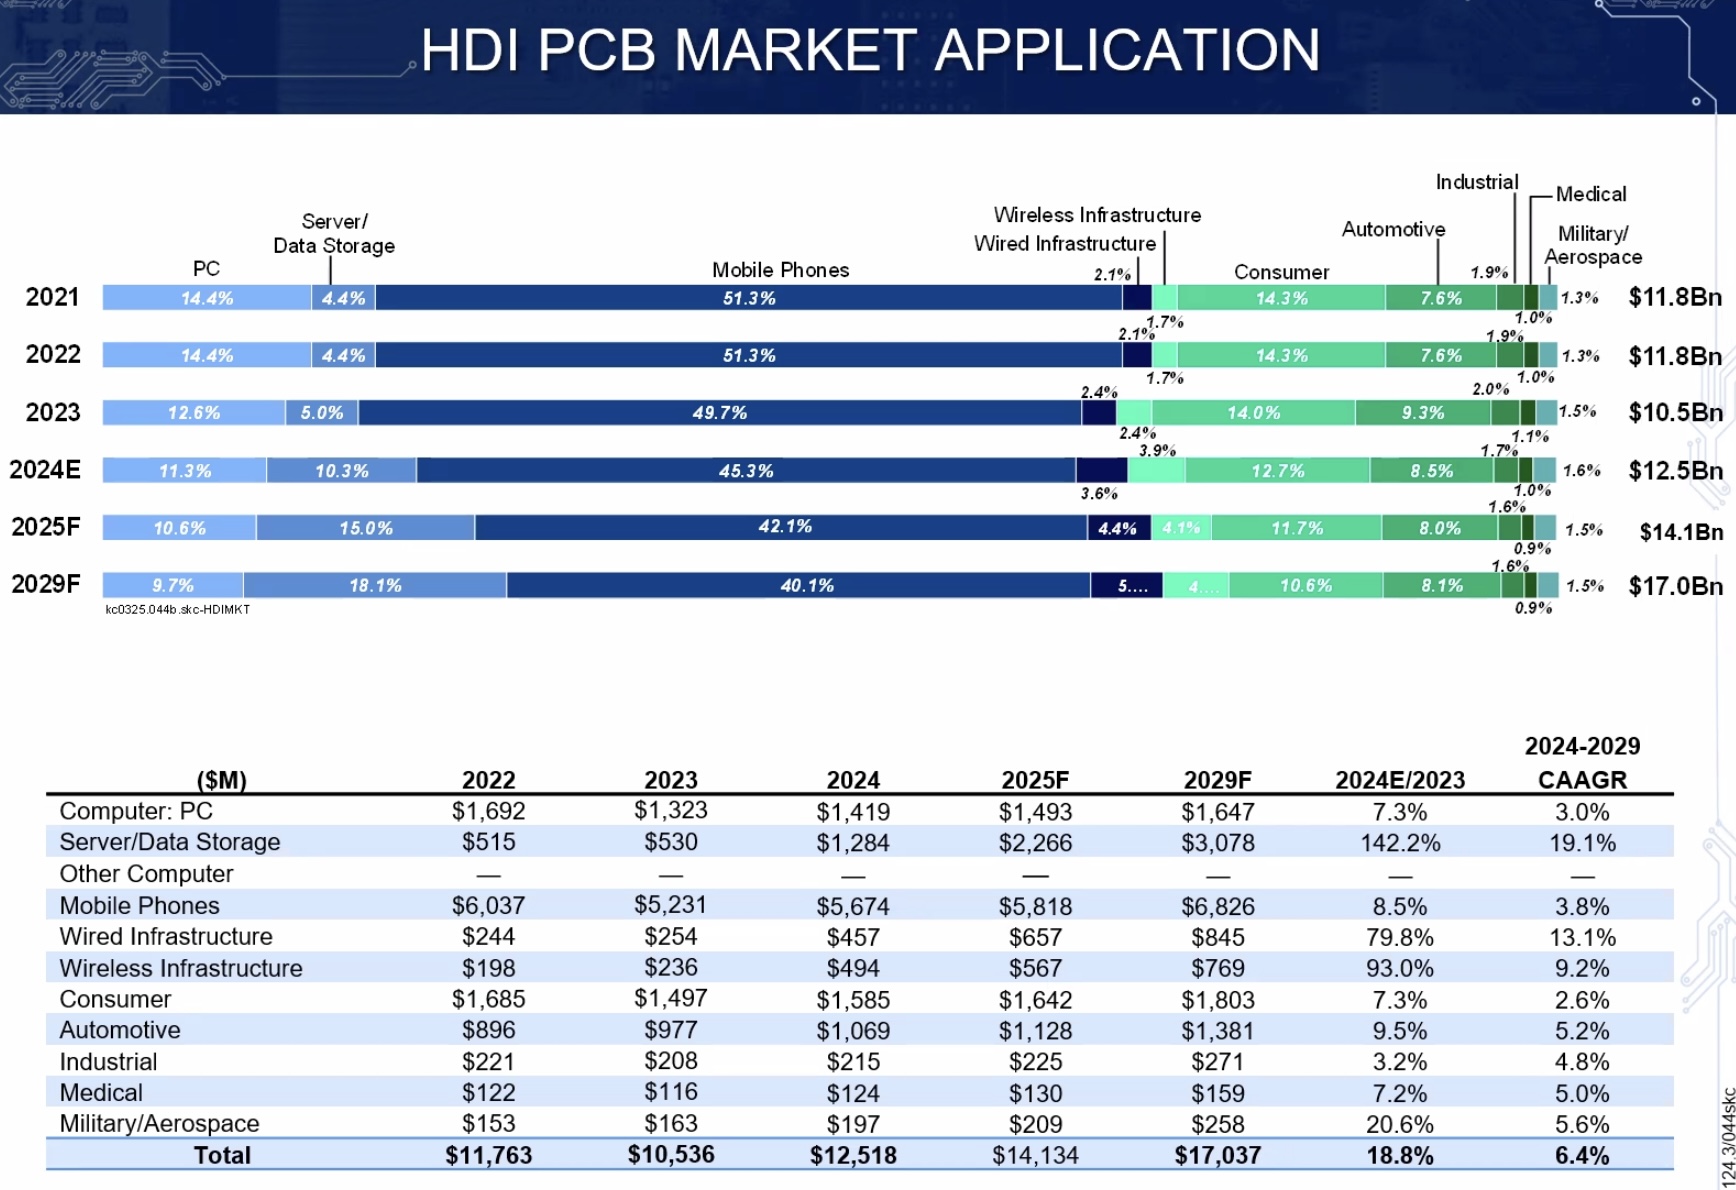 HDI PCB MARKET APPLICATION
Industrial
Medical
Server/
Data Storage
Wireless Infrastructure
Wired Infrastructure
Automotive
Military/
Aerospace
PC
Mobile Phones
2.1%
Consumer
1.9%
2021 14.4% 4.4% 51.3% 14.3% 7.6% 1.3% $11.8Bn
1.7% 1.0%
2.1% 1.9%
2022 14.4% 4.4% 51.3% 14.3% 7.6% 1.3% $11.8Bn
1.7% 1.0%
2.4% 2.0%
2023 12.6% 5.0% 49.7% 14.0% 9.3% 1.5% $10.5Bn
2.4% 1.1%
3.9% 1.7%
2024E 11.3% 10.3% 45.3% 12.7% 8.5% 1.6% $12.5Bn
3.6% 1.0%
1.6%
2025F 10.6% 15.0% 42.1% 4.4% 4.1% 11.7% 8.0% 1.5% $14.1Bn
0.9%
1.6%
2029F 9.7% 18.1% 40.1% 5.... 4.... 10.6% 8.1% 1.5% $17.0Bn
0.9%
kc0325.044b.skc-HDIMKT
2024-2029
($M) 2022 2023 2024 2025F 2029F 2024E/2023 CAAGR
Computer: PC $1,692 $1,323 $1,419 $1,493 $1,647 7.3% 3.0%
Server/Data Storage $515 $530 $1,284 $2,266 $3,078 142.2% 19.1%
Other Computer — — — — — — —
Mobile Phones $6,037 $5,231 $5,674 $5,818 $6,826 8.5% 3.8%
Wired Infrastructure $244 $254 $457 $657 $845 79.8% 13.1%
Wireless Infrastructure $198 $236 $494 $567 $769 93.0% 9.2%
Consumer $1,685 $1,497 $1,585 $1,642 $1,803 7.3% 2.6%
Automotive $896 $977 $1,069 $1,128 $1,381 9.5% 5.2%
Industrial $221 $208 $215 $225 $271 3.2% 4.8%
Medical $122 $116 $124 $130 $159 7.2% 5.0%
Military/Aerospace $153 $163 $197 $209 $258 20.6% 5.6%
Total $11,763 $10,536 $12,518 $14,134 $17,037 18.8% 6.4%
124.3/044skc